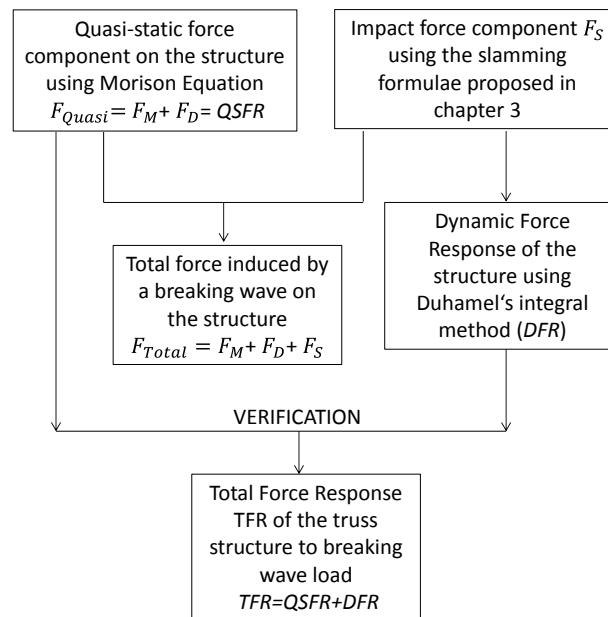 Quasi-static force
component on the structure
using Morison Equation
F_Quasi = F_M + F_D = QSFR
Impact force component F_S
using the slamming
formulae proposed in
chapter 3
Total force induced by
a breaking wave on
the structure
F_Total = F_M + F_D + F_S
Dynamic Force
Response of the
structure using
Duhamel‘s integral
method (DFR)
VERIFICATION
Total Force Response
TFR of the truss
structure to breaking
wave load
TFR=QSFR+DFR